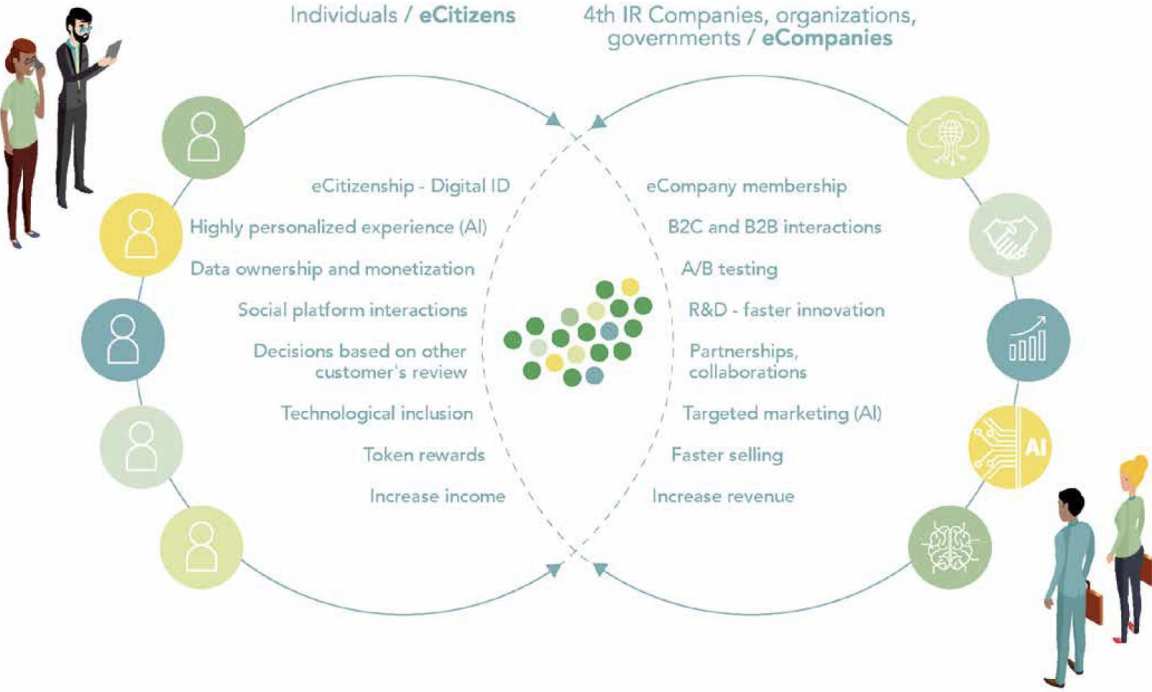 Individuals / eCitizens
4th IR Companies, organizations,
governments / eCompanies
eCitizenship - Digital ID
Highly personalized experience (AI)
Data ownership and monetization
Social platform interactions
Decisions based on other
customer's review
Technological inclusion
Token rewards
Increase income
eCompany membership
B2C and B2B interactions
A/B testing
R&D - faster innovation
Partnerships,
collaborations
Targeted marketing (AI)
Faster selling
Increase revenue
AI